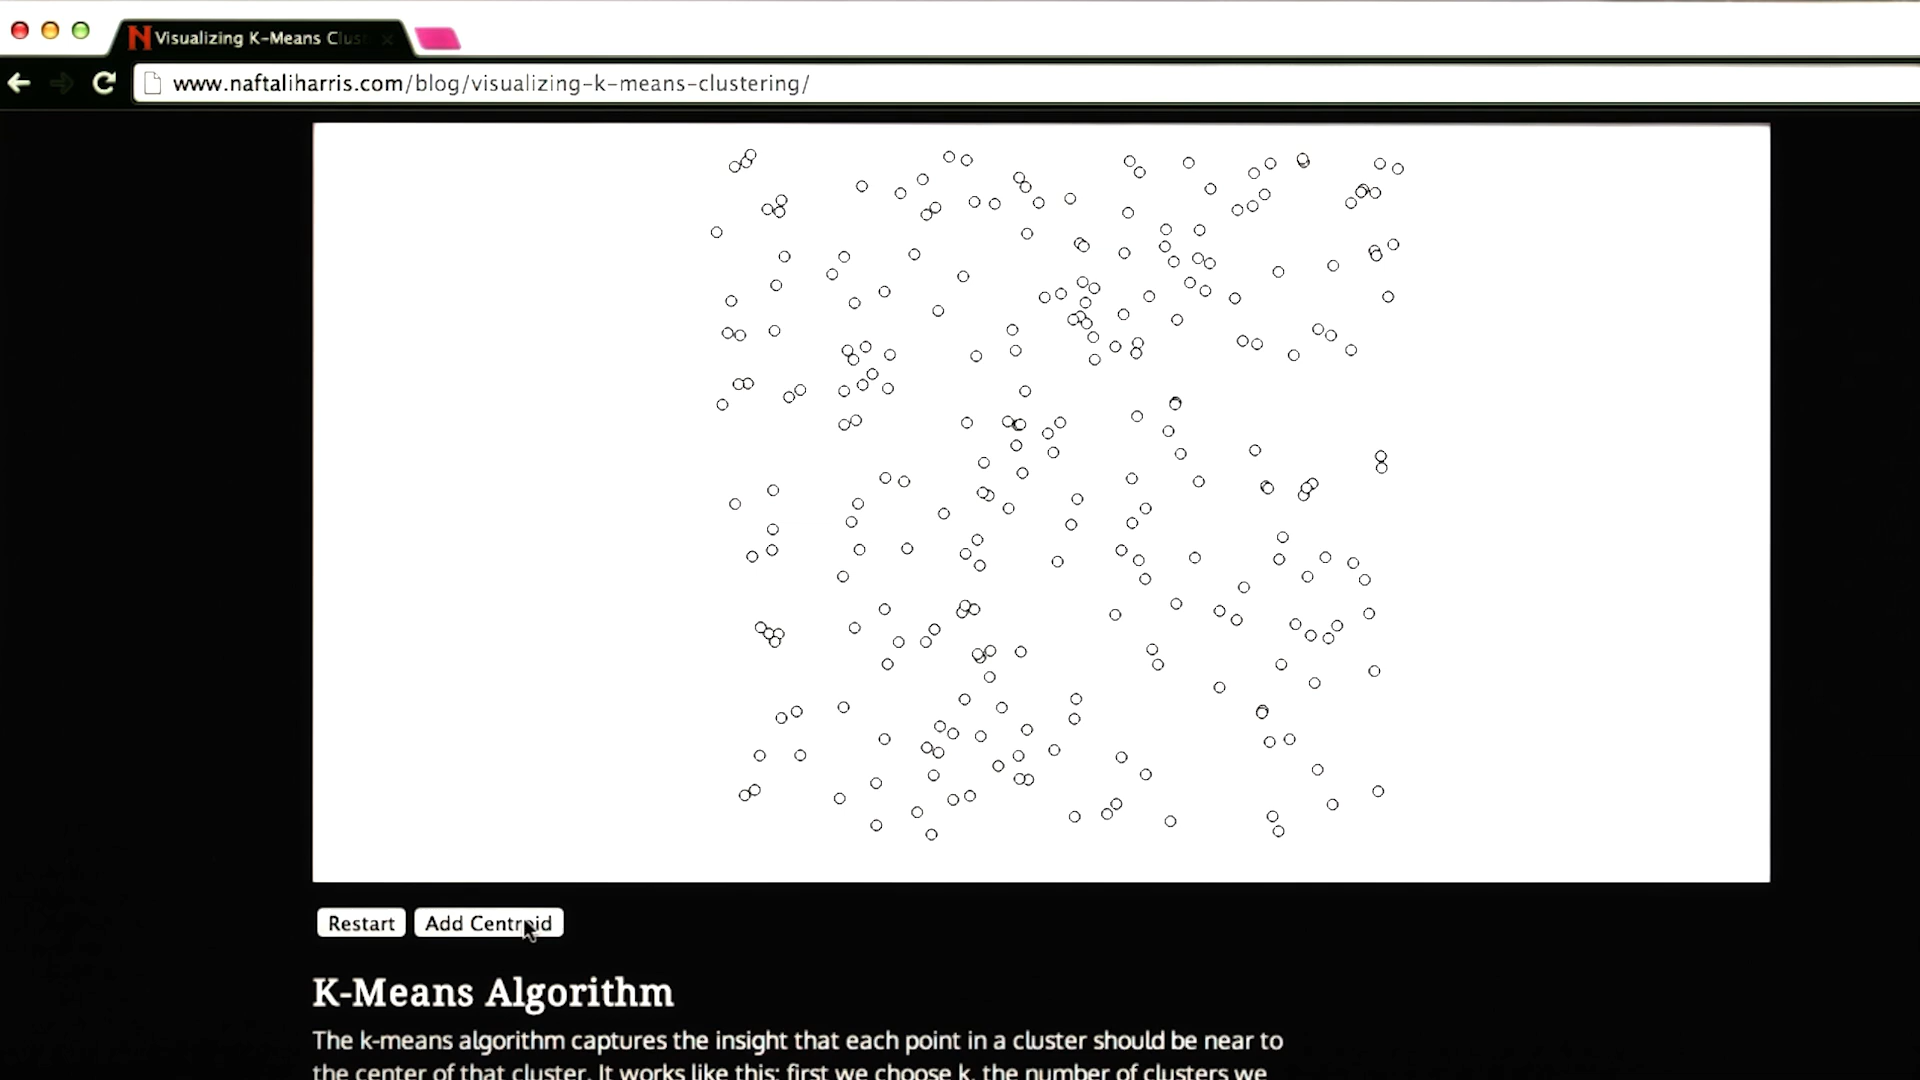 Visualizing K-Means Clus
www.naftaliharris.com/blog/visualizing-k-means-clustering/
Restart Add Centroid
K-Means Algorithm
The k-means algorithm captures the insight that each point in a cluster should be near to
the center of that cluster. It works like this: first we choose k, the number of clusters we